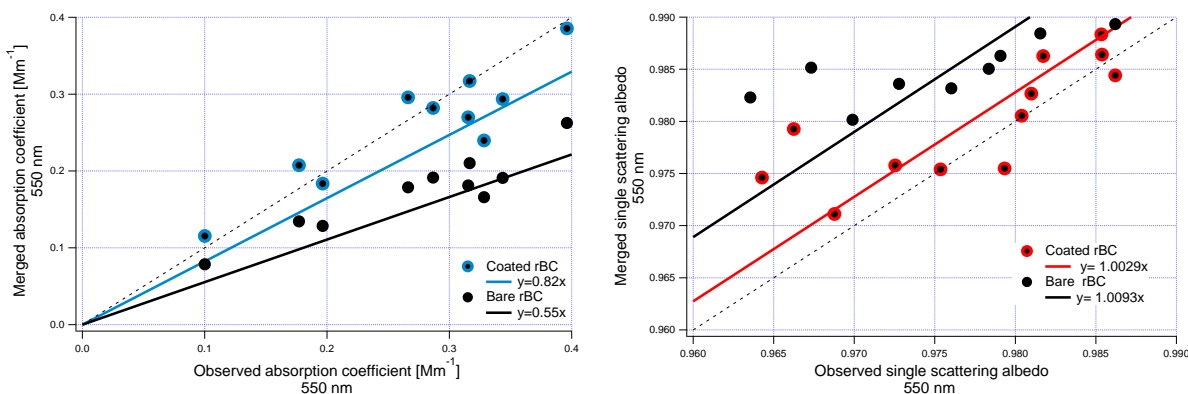 Merged absorption coefficient [Mm⁻¹]
550 nm
0.4
0.3
0.2
0.1
0.0
0.0
0.1
0.2
0.3
0.4
Observed absorption coefficient [Mm⁻¹]
550 nm
Coated rBC
y=0.82x
Bare rBC
y=0.55x
Merged single scattering albedo
550 nm
0.990
0.985
0.980
0.975
0.970
0.965
0.960
0.960
0.965
0.970
0.975
0.980
0.985
0.990
Observed single scattering albedo
550 nm
Coated rBC
y= 1.0029x
Bare rBC
y= 1.0093x